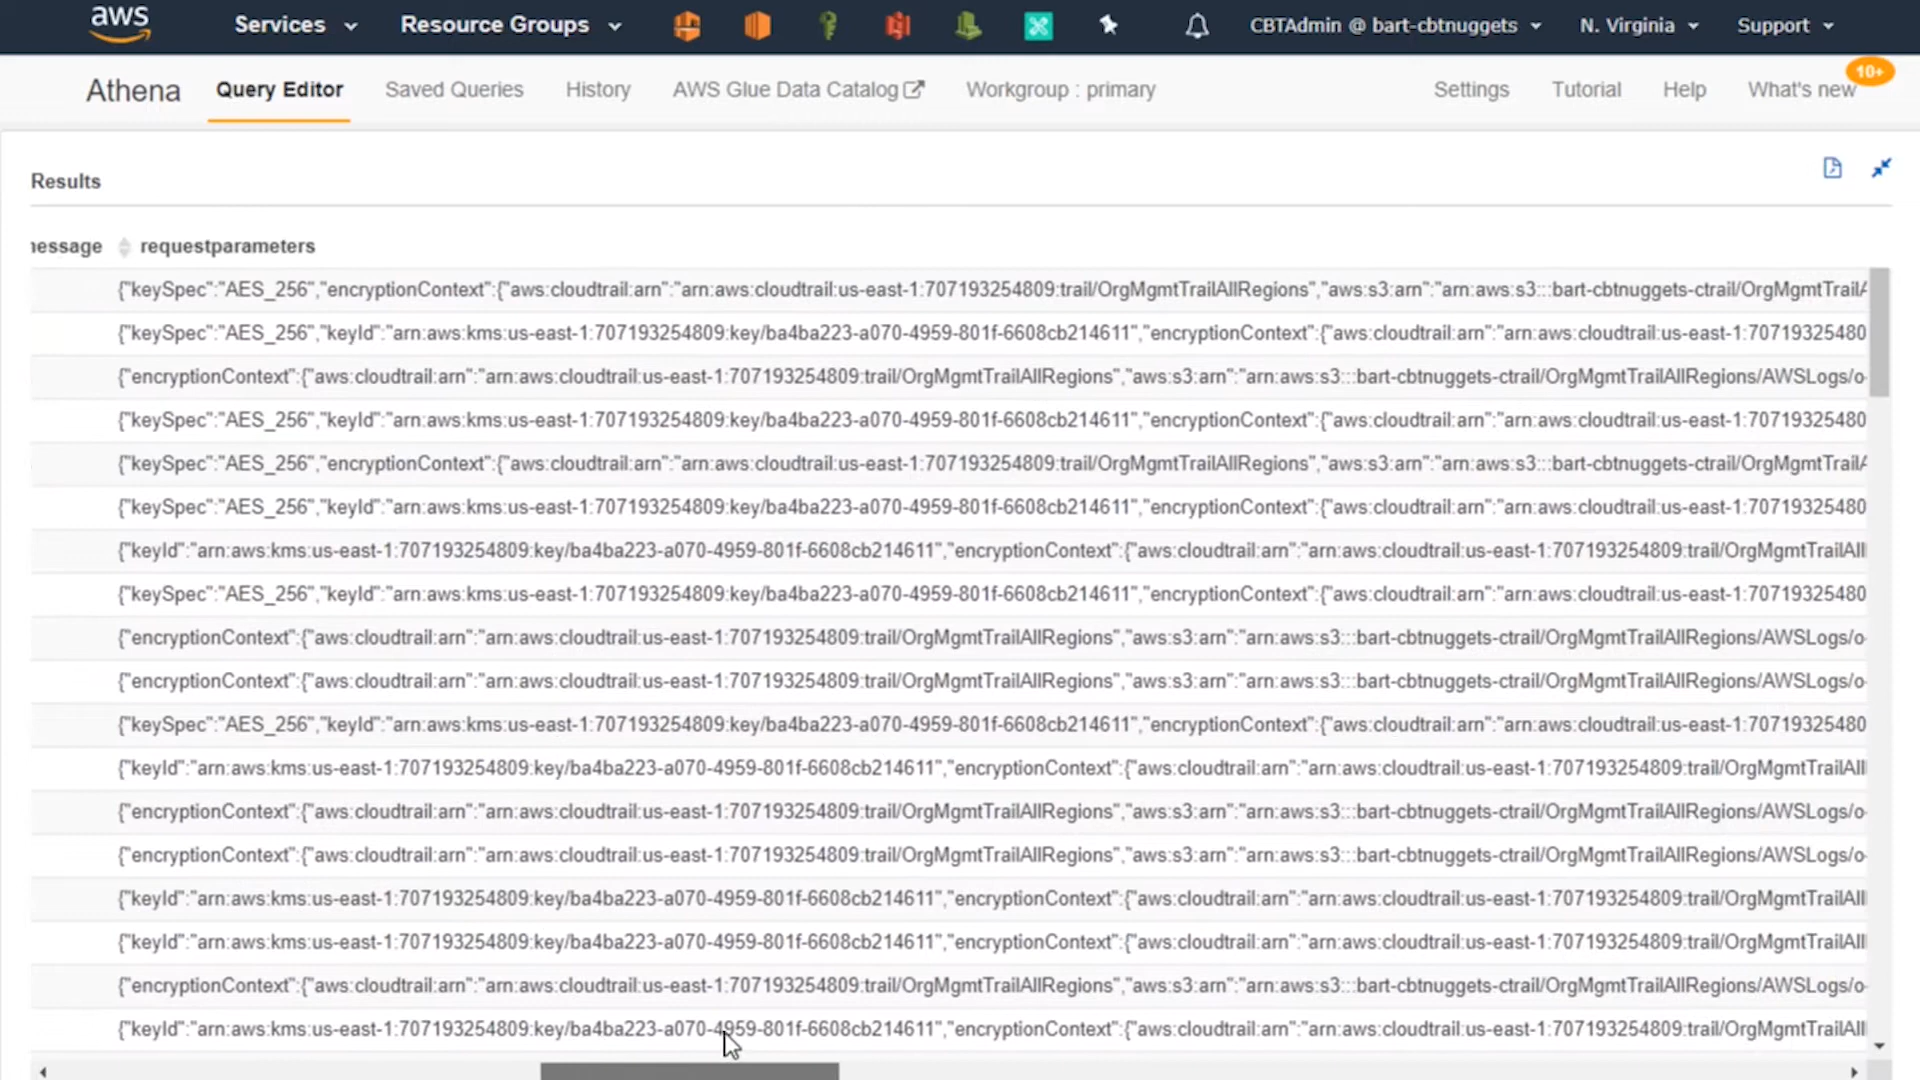 aws Services Resource Groups CBTAdmin @ bart-cbtnuggets N. Virginia Support
Athena Query Editor Saved Queries History AWS Glue Data Catalog Workgroup : primary Settings Tutorial Help What's new 10+
Results
nessage requestparameters
{"keySpec":"AES_256","encryptionContext":{"aws:cloudtrail:arn":"arn:aws:cloudtrail:us-east-1:707193254809:trail/OrgMgmtTrailAllRegions","aws:s3:arn":"arn:aws:s3:::bart-cbtnuggets-ctrail/OrgMgmtTrailA
{"keySpec":"AES_256","keyId":"arn:aws:kms:us-east-1:707193254809:key/ba4ba223-a070-4959-801f-6608cb214611","encryptionContext":{"aws:cloudtrail:arn":"arn:aws:cloudtrail:us-east-1:70719325480
{"encryptionContext":{"aws:cloudtrail:arn":"arn:aws:cloudtrail:us-east-1:707193254809:trail/OrgMgmtTrailAllRegions","aws:s3:arn":"arn:aws:s3:::bart-cbtnuggets-ctrail/OrgMgmtTrailAllRegions/AWSLogs/o-
{"keySpec":"AES_256","keyId":"arn:aws:kms:us-east-1:707193254809:key/ba4ba223-a070-4959-801f-6608cb214611","encryptionContext":{"aws:cloudtrail:arn":"arn:aws:cloudtrail:us-east-1:70719325480
{"keySpec":"AES_256","encryptionContext":{"aws:cloudtrail:arn":"arn:aws:cloudtrail:us-east-1:707193254809:trail/OrgMgmtTrailAllRegions","aws:s3:arn":"arn:aws:s3:::bart-cbtnuggets-ctrail/OrgMgmtTrailA
{"keySpec":"AES_256","keyId":"arn:aws:kms:us-east-1:707193254809:key/ba4ba223-a070-4959-801f-6608cb214611","encryptionContext":{"aws:cloudtrail:arn":"arn:aws:cloudtrail:us-east-1:70719325480
{"keyId":"arn:aws:kms:us-east-1:707193254809:key/ba4ba223-a070-4959-801f-6608cb214611","encryptionContext":{"aws:cloudtrail:arn":"arn:aws:cloudtrail:us-east-1:707193254809:trail/OrgMgmtTrailAll
{"keySpec":"AES_256","keyId":"arn:aws:kms:us-east-1:707193254809:key/ba4ba223-a070-4959-801f-6608cb214611","encryptionContext":{"aws:cloudtrail:arn":"arn:aws:cloudtrail:us-east-1:70719325480
{"encryptionContext":{"aws:cloudtrail:arn":"arn:aws:cloudtrail:us-east-1:707193254809:trail/OrgMgmtTrailAllRegions","aws:s3:arn":"arn:aws:s3:::bart-cbtnuggets-ctrail/OrgMgmtTrailAllRegions/AWSLogs/o-
{"encryptionContext":{"aws:cloudtrail:arn":"arn:aws:cloudtrail:us-east-1:707193254809:trail/OrgMgmtTrailAllRegions","aws:s3:arn":"arn:aws:s3:::bart-cbtnuggets-ctrail/OrgMgmtTrailAllRegions/AWSLogs/o-
{"keySpec":"AES_256","keyId":"arn:aws:kms:us-east-1:707193254809:key/ba4ba223-a070-4959-801f-6608cb214611","encryptionContext":{"aws:cloudtrail:arn":"arn:aws:cloudtrail:us-east-1:70719325480
{"keyId":"arn:aws:kms:us-east-1:707193254809:key/ba4ba223-a070-4959-801f-6608cb214611","encryptionContext":{"aws:cloudtrail:arn":"arn:aws:cloudtrail:us-east-1:707193254809:trail/OrgMgmtTrailAll
{"encryptionContext":{"aws:cloudtrail:arn":"arn:aws:cloudtrail:us-east-1:707193254809:trail/OrgMgmtTrailAllRegions","aws:s3:arn":"arn:aws:s3:::bart-cbtnuggets-ctrail/OrgMgmtTrailAllRegions/AWSLogs/o-
{"encryptionContext":{"aws:cloudtrail:arn":"arn:aws:cloudtrail:us-east-1:707193254809:trail/OrgMgmtTrailAllRegions","aws:s3:arn":"arn:aws:s3:::bart-cbtnuggets-ctrail/OrgMgmtTrailAllRegions/AWSLogs/o-
{"keyId":"arn:aws:kms:us-east-1:707193254809:key/ba4ba223-a070-4959-801f-6608cb214611","encryptionContext":{"aws:cloudtrail:arn":"arn:aws:cloudtrail:us-east-1:707193254809:trail/OrgMgmtTrailAll
{"keyId":"arn:aws:kms:us-east-1:707193254809:key/ba4ba223-a070-4959-801f-6608cb214611","encryptionContext":{"aws:cloudtrail:arn":"arn:aws:cloudtrail:us-east-1:707193254809:trail/OrgMgmtTrailAll
{"encryptionContext":{"aws:cloudtrail:arn":"arn:aws:cloudtrail:us-east-1:707193254809:trail/OrgMgmtTrailAllRegions","aws:s3:arn":"arn:aws:s3:::bart-cbtnuggets-ctrail/OrgMgmtTrailAllRegions/AWSLogs/o-
{"keyId":"arn:aws:kms:us-east-1:707193254809:key/ba4ba223-a070-4959-801f-6608cb214611","encryptionContext":{"aws:cloudtrail:arn":"arn:aws:cloudtrail:us-east-1:707193254809:trail/OrgMgmtTrailAll